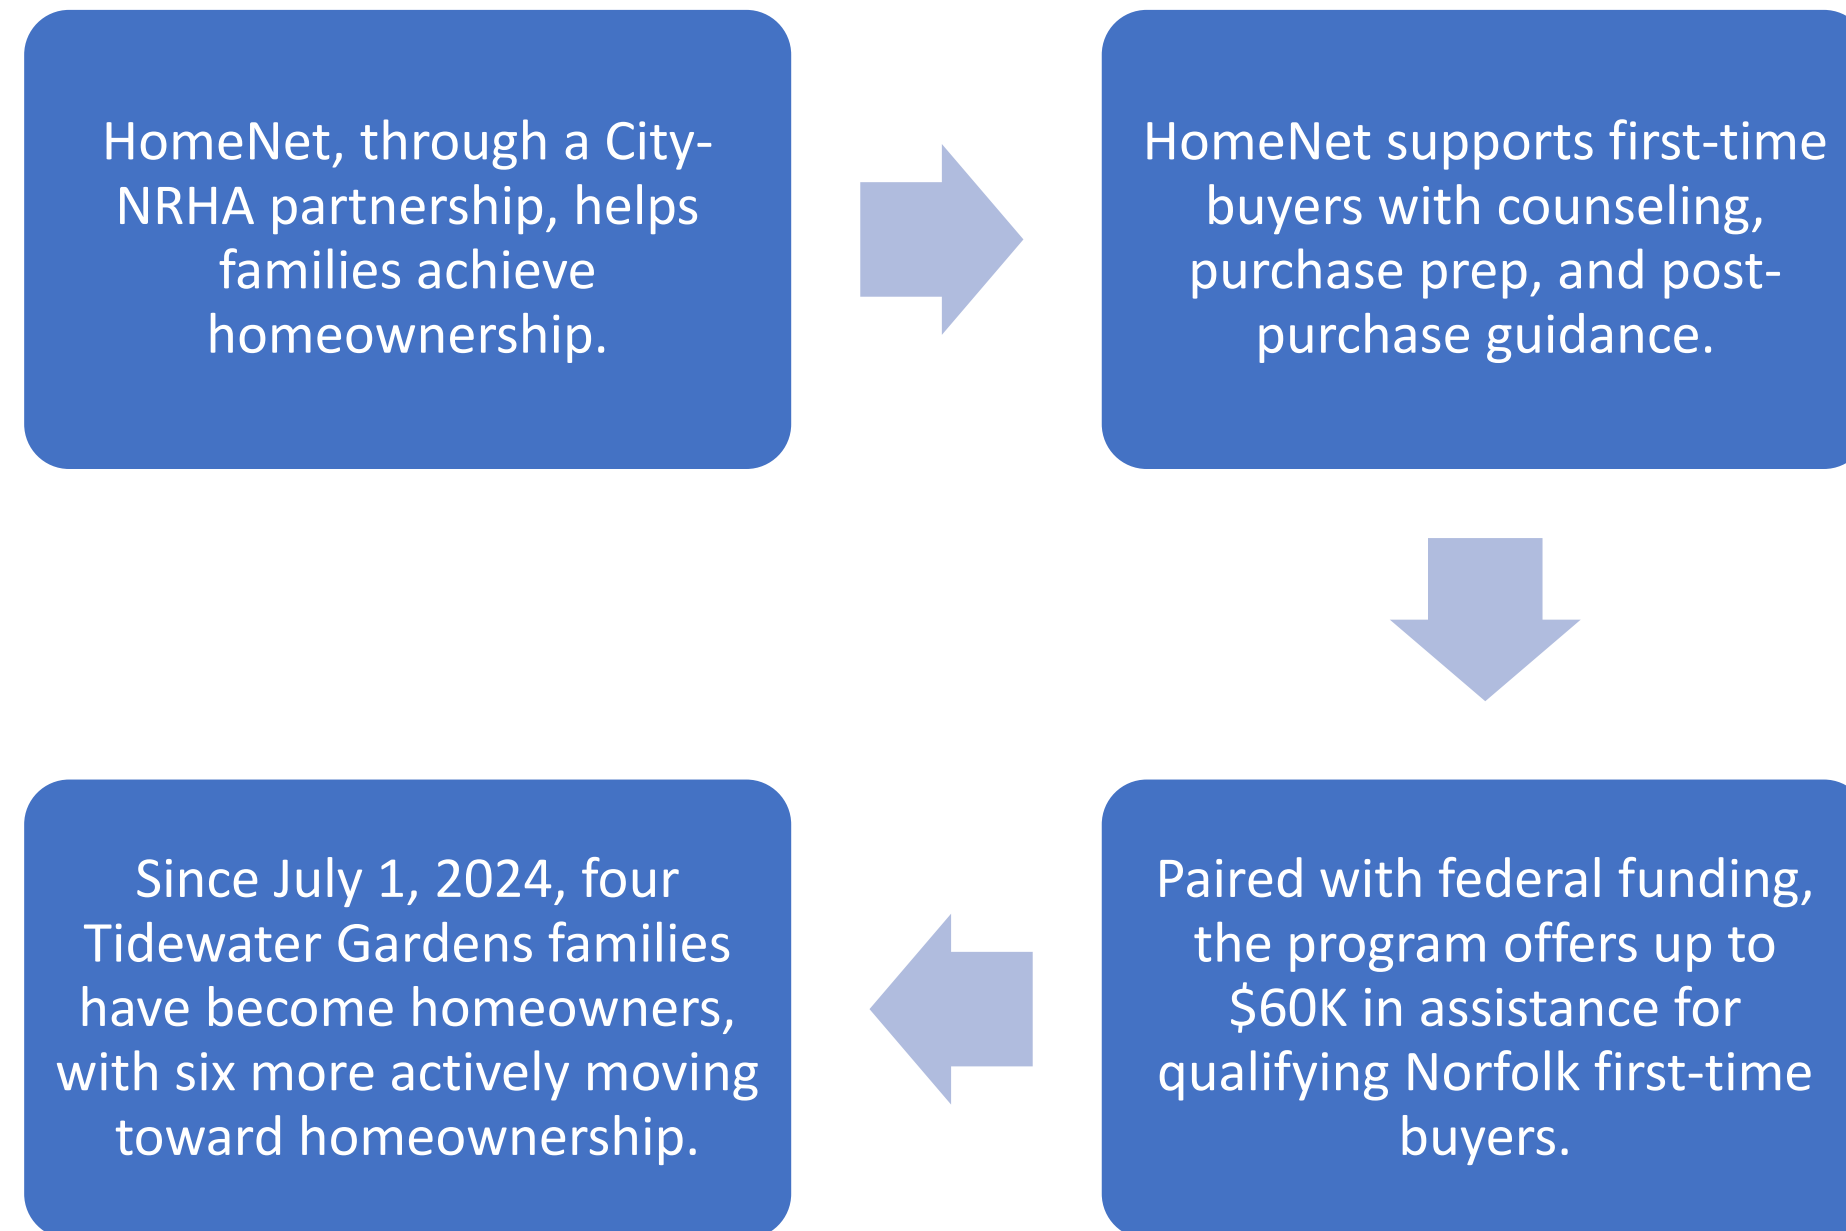 HomeNet, through a City-
NRHA partnership, helps
families achieve
homeownership.
HomeNet supports first-time
buyers with counseling,
purchase prep, and post-
purchase guidance.
Paired with federal funding,
the program offers up to
$60K in assistance for
qualifying Norfolk first-time
buyers.
Since July 1, 2024, four
Tidewater Gardens families
have become homeowners,
with six more actively moving
toward homeownership.